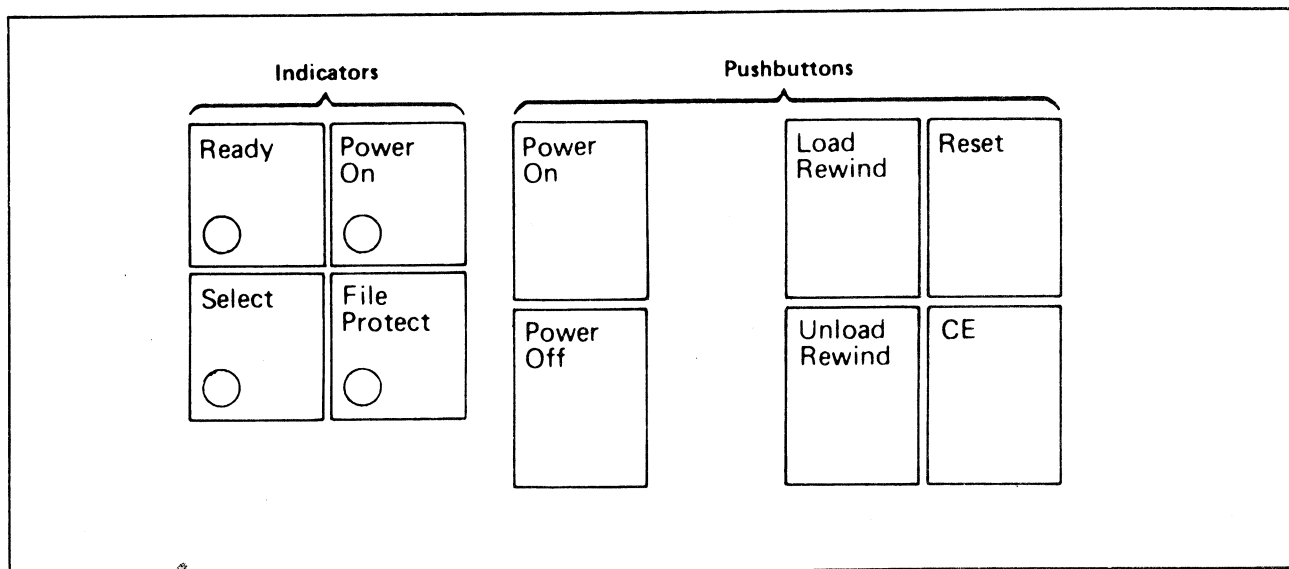 Indicators
Pushbuttons
Ready
Power
On
Select
File
Protect
Power
On
Power
Off
Load
Rewind
Reset
Unload
Rewind
CE